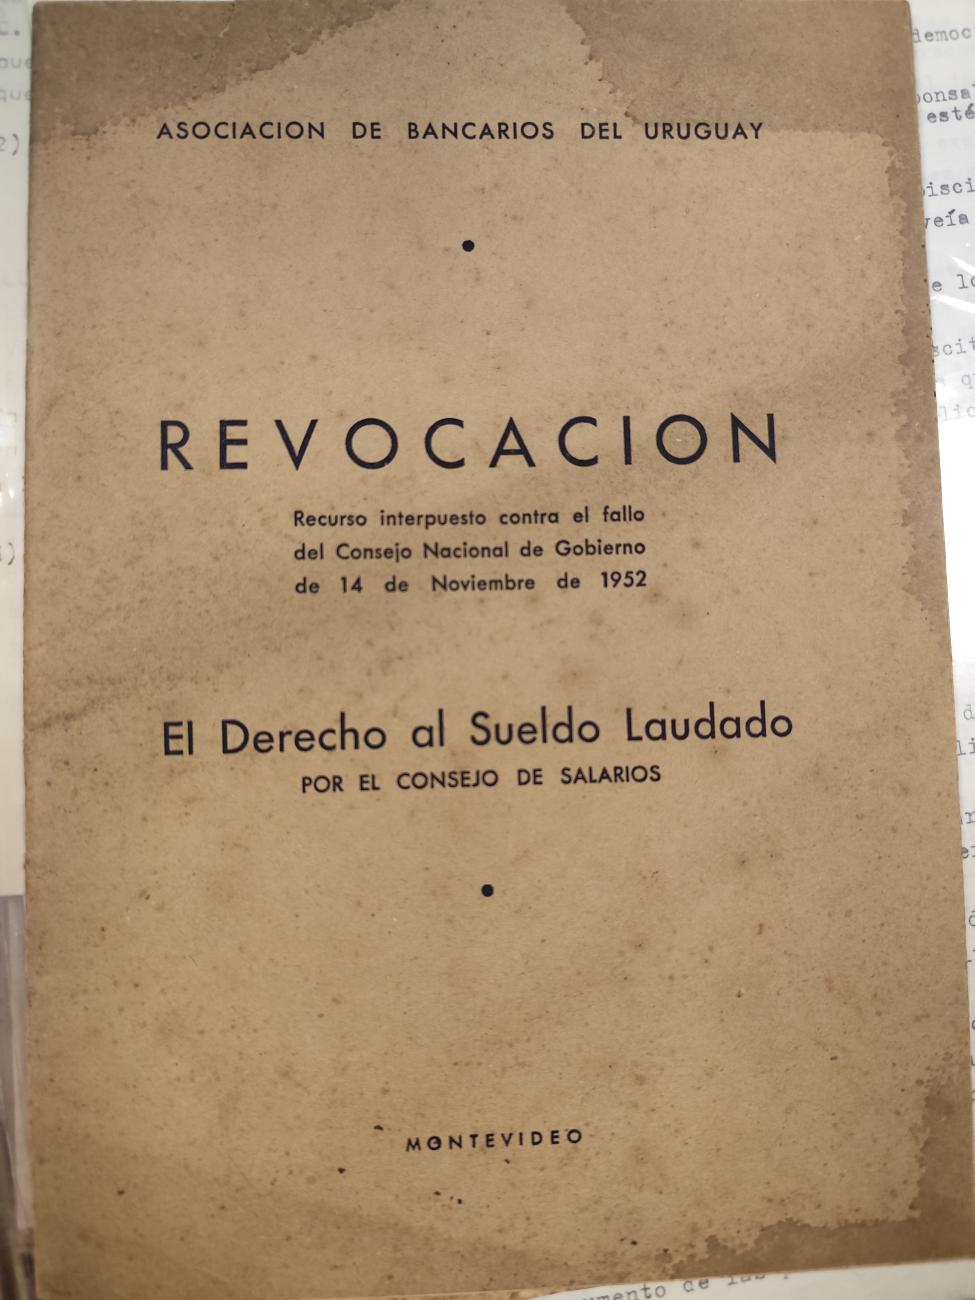 ASOCIACION DE BANCARIOS DEL URUGUAY
REVOCACION
Recurso interpuesto contra el fallo
del Consejo Nacional de Gobierno
de 14 de Noviembre de 1952
El Derecho al Sueldo Laudado
POR EL CONSEJO DE SALARIOS
MONTEVIDEO